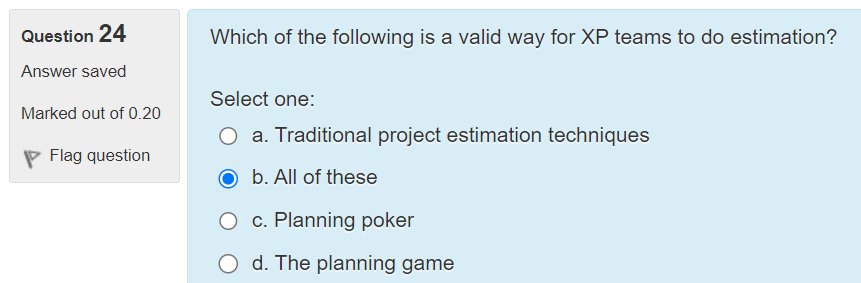 Question 24
Answer saved
Marked out of 0.20
Flag question
Which of the following is a valid way for XP teams to do estimation?
Select one:
a. Traditional project estimation techniques
b. All of these
c. Planning poker
d. The planning game